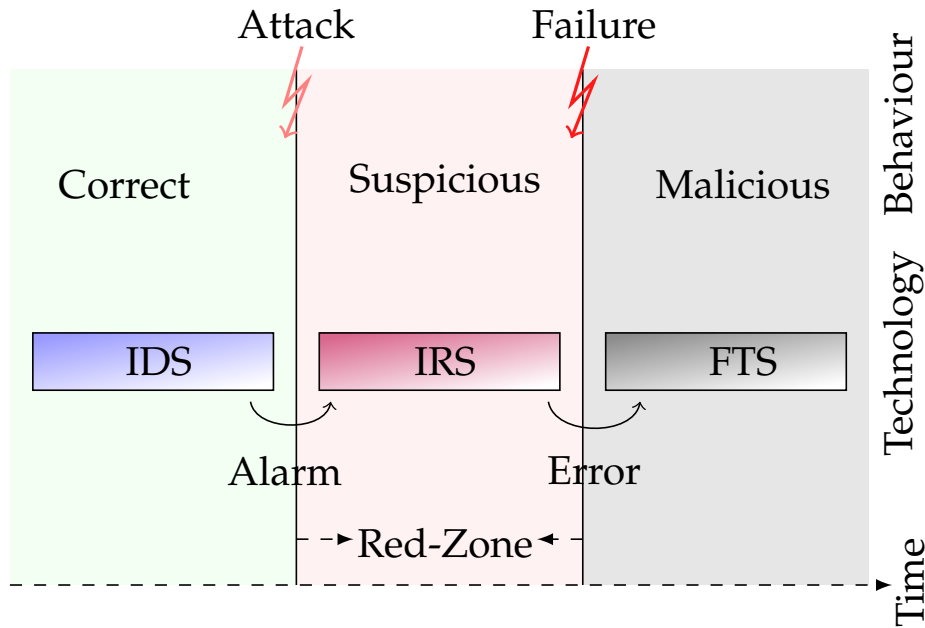 Attack
Failure
Behaviour
Correct
Suspicious
Malicious
Technology
IDS
IRS
FTS
Alarm
Error
Red-Zone
Time